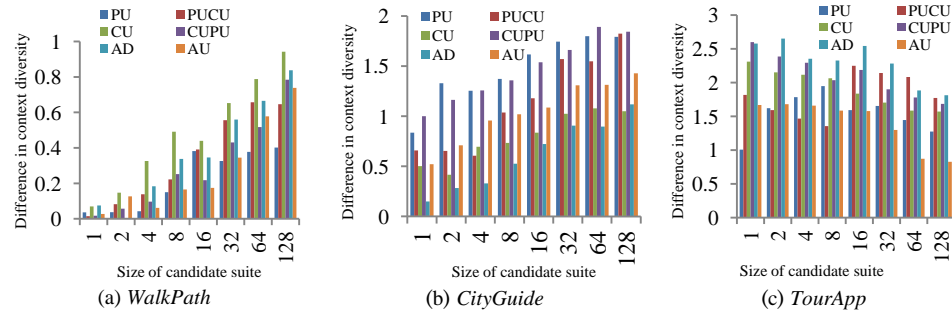 PU PUCU
CU CUPU
AD AU
Difference in context diversity
1
0.8
0.6
0.4
0.2
0
1 2 4 8 16 32 64 128
Size of candidate suite
(a) WalkPath
PU PUCU
CU CUPU
AD AU
Difference in context diversity
2
1.5
1
0.5
0
1 2 4 8 16 32 64 128
Size of candidate suite
(b) CityGuide
PU PUCU
CU CUPU
AD AU
Difference in context diversity
3
2.5
2
1.5
1
0.5
0
1 2 4 8 16 32 64 128
Size of candidate suite
(c) TourApp